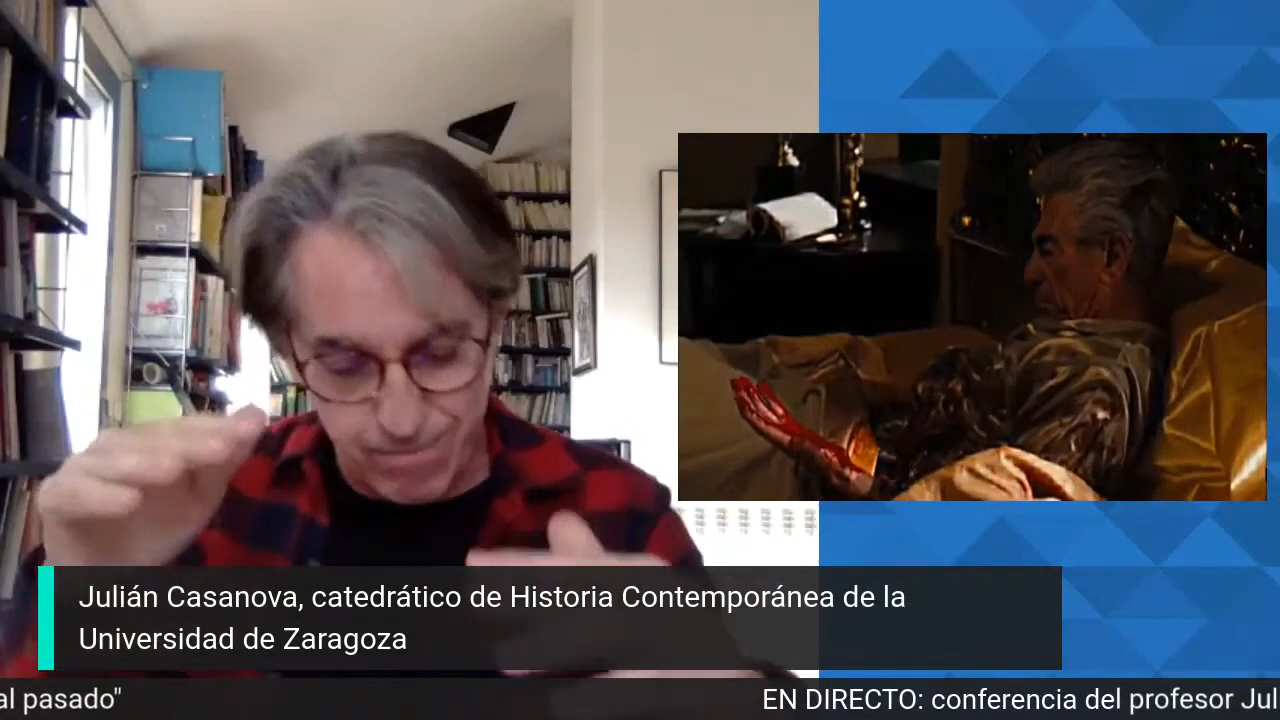 Julián Casanova, catedrático de Historia Contemporánea de la
Universidad de Zaragoza
al pasado" EN DIRECTO: conferencia del profesor Jul